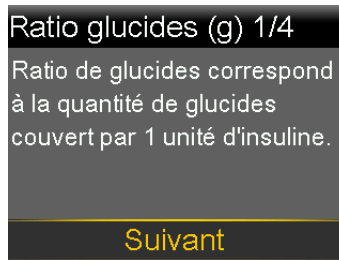 Ratio glucides (g) 1/4
Ratio de glucides correspond
à la quantité de glucides
couvert par 1 unité d'insuline.
Suivant